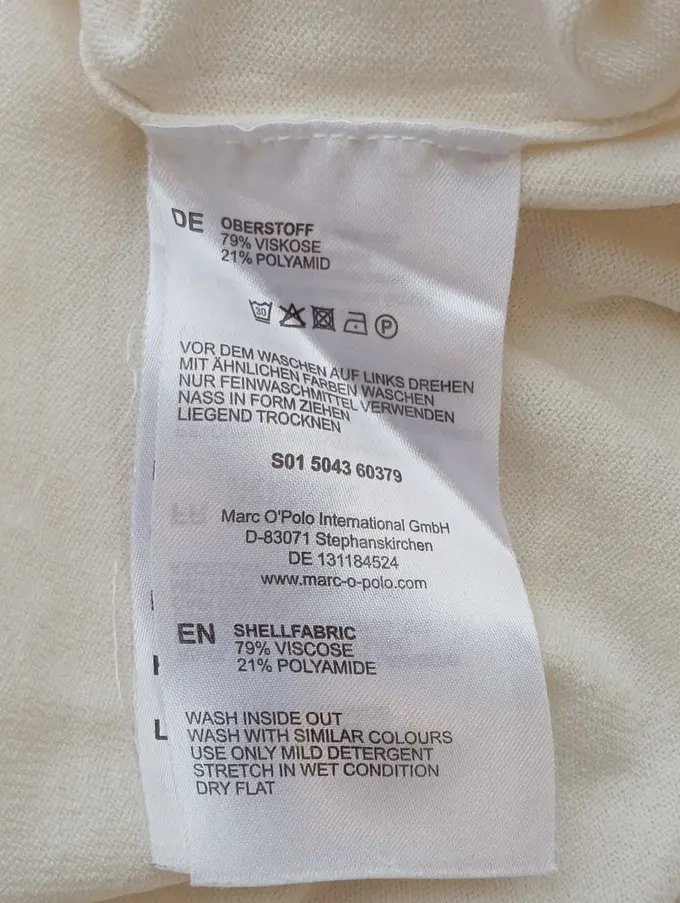 DE OBERSTOFF
79% VISKOSE
21% POLYAMID
30 P
VOR DEM WASCHEN AUF LINKS DREHEN
MIT ÄHNLICHEN FARBEN WASCHEN
NUR FEINWASCHMITTEL VERWENDEN
NASS IN FORM ZIEHEN
LIEGEND TROCKNEN
S01 5043 60379
FR
Marc O'Polo International GmbH
D-83071 Stephanskirchen
DE 131184524
www.marc-o-polo.com
EN SHELLFABRIC
79% VISCOSE
21% POLYAMIDE
WASH INSIDE OUT
WASH WITH SIMILAR COLOURS
USE ONLY MILD DETERGENT
STRETCH IN WET CONDITION
DRY FLAT